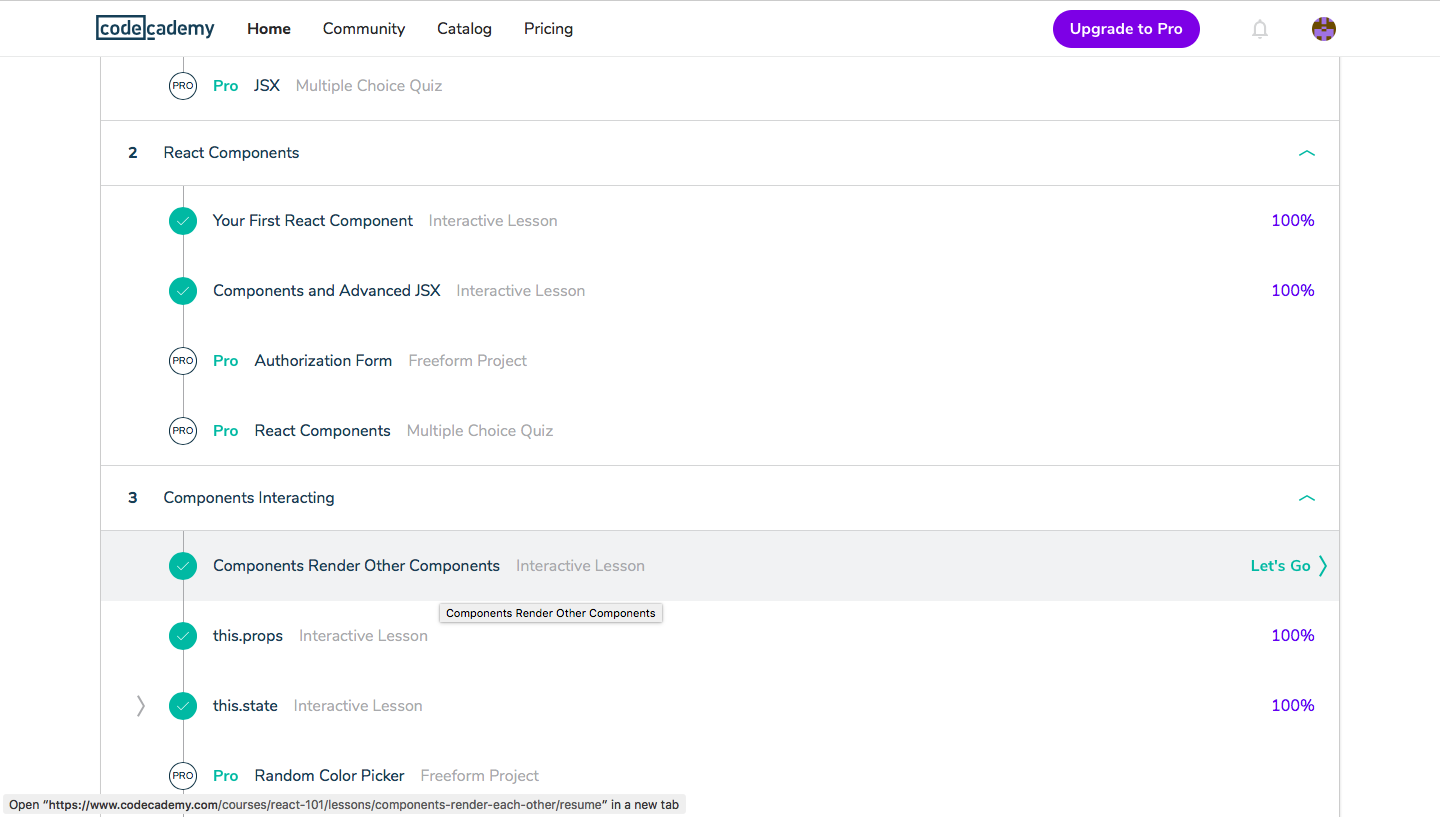 codecademy Home Community Catalog Pricing Upgrade to Pro
PRO Pro JSX Multiple Choice Quiz
2 React Components
Your First React Component Interactive Lesson 100%
Components and Advanced JSX Interactive Lesson 100%
PRO Pro Authorization Form Freeform Project
PRO Pro React Components Multiple Choice Quiz
3 Components Interacting
Components Render Other Components Interactive Lesson Let's Go
Components Render Other Components
this.props Interactive Lesson 100%
this.state Interactive Lesson 100%
PRO Pro Random Color Picker Freeform Project
Open “https://www.codecademy.com/courses/react-101/lessons/components-render-each-other/resume” in a new tab